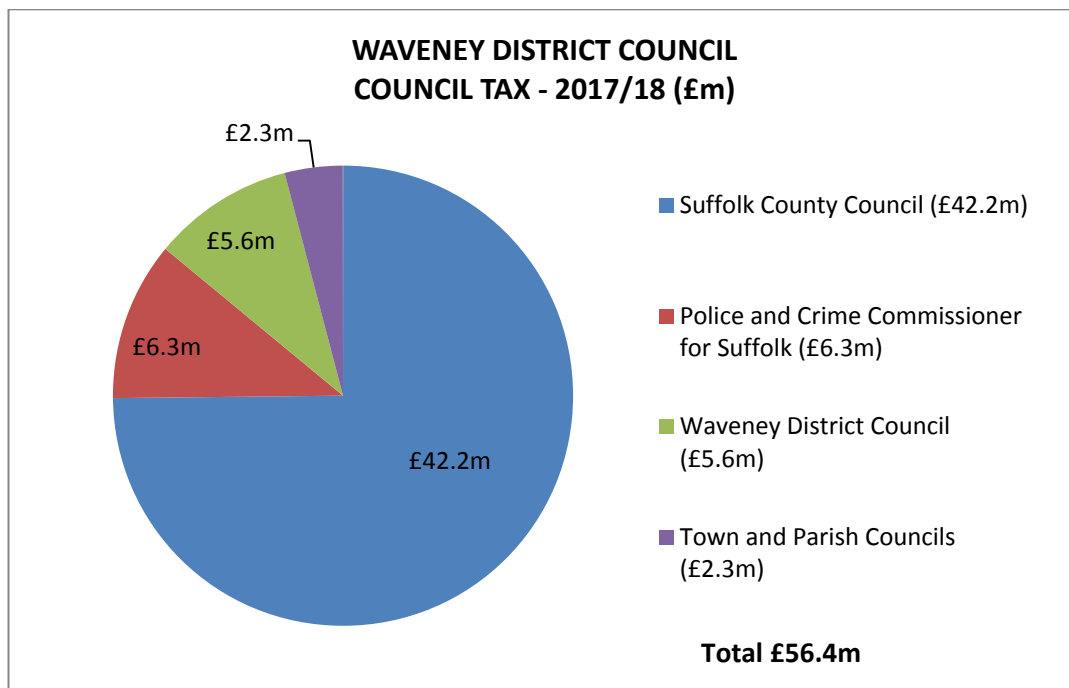 WAVENEY DISTRICT COUNCIL
COUNCIL TAX - 2017/18 (£m)
£2.3m
£5.6m
£6.3m
£42.2m
Suffolk County Council (£42.2m)
Police and Crime Commissioner
for Suffolk (£6.3m)
Waveney District Council
(£5.6m)
Town and Parish Councils
(£2.3m)
Total £56.4m